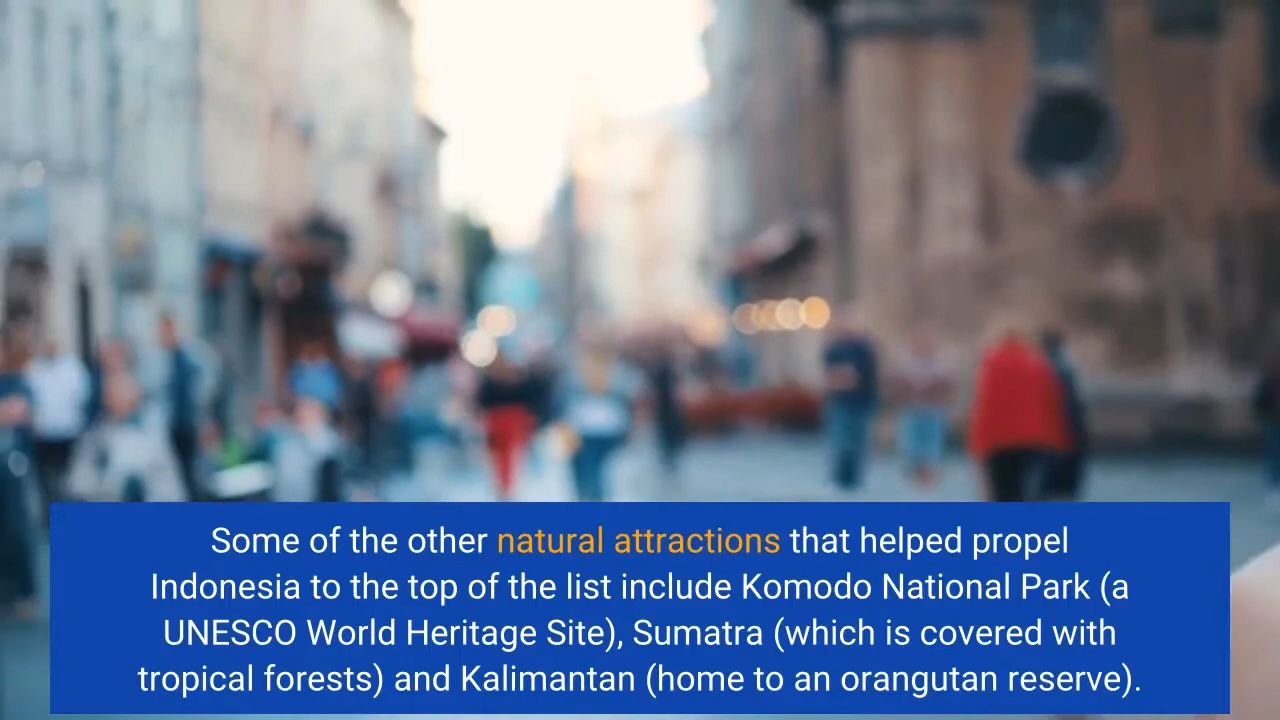 Some of the other natural attractions that helped propel
Indonesia to the top of the list include Komodo National Park (a
UNESCO World Heritage Site), Sumatra (which is covered with
tropical forests) and Kalimantan (home to an orangutan reserve).